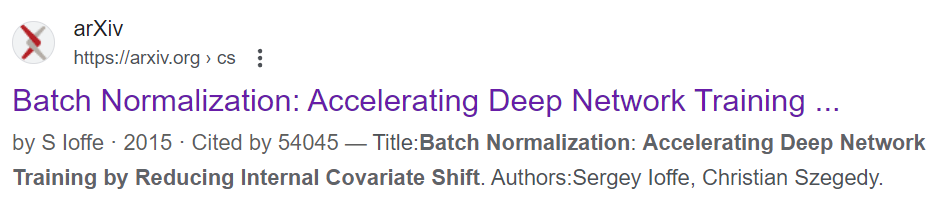 arXiv
https://arxiv.org › cs
Batch Normalization: Accelerating Deep Network Training ...
by S Ioffe · 2015 · Cited by 54045 — Title:Batch Normalization: Accelerating Deep Network
Training by Reducing Internal Covariate Shift. Authors:Sergey Ioffe, Christian Szegedy.